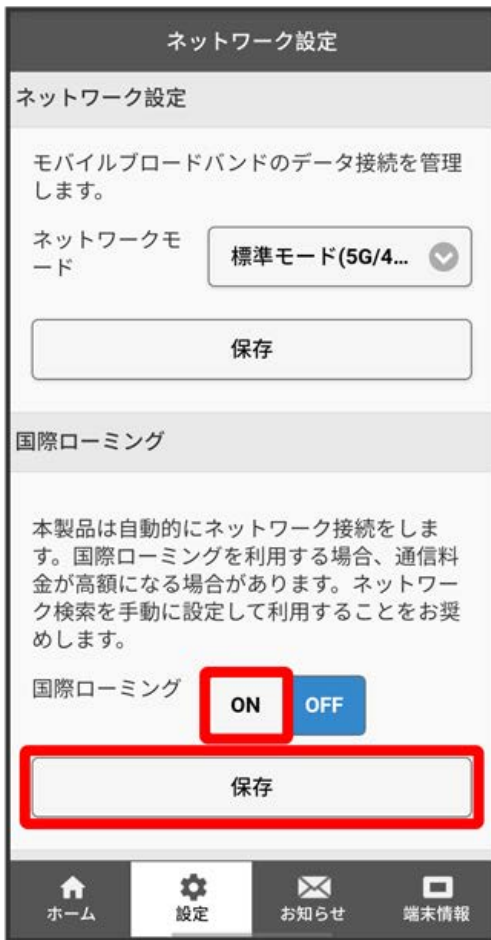 ネットワーク設定
ネットワーク設定
モバイルブロードバンドのデータ接続を管理
します。
ネットワークモ
ード
標準モード(5G/4...
保存
国際ローミング
本製品は自動的にネットワーク接続をしま
す。国際ローミングを利用する場合、通信料
金が高額になる場合があります。ネットワー
ク検索を手動に設定して利用することをお奨
めします。
国際ローミング
ON OFF
保存
ホーム 設定 お知らせ 端末情報